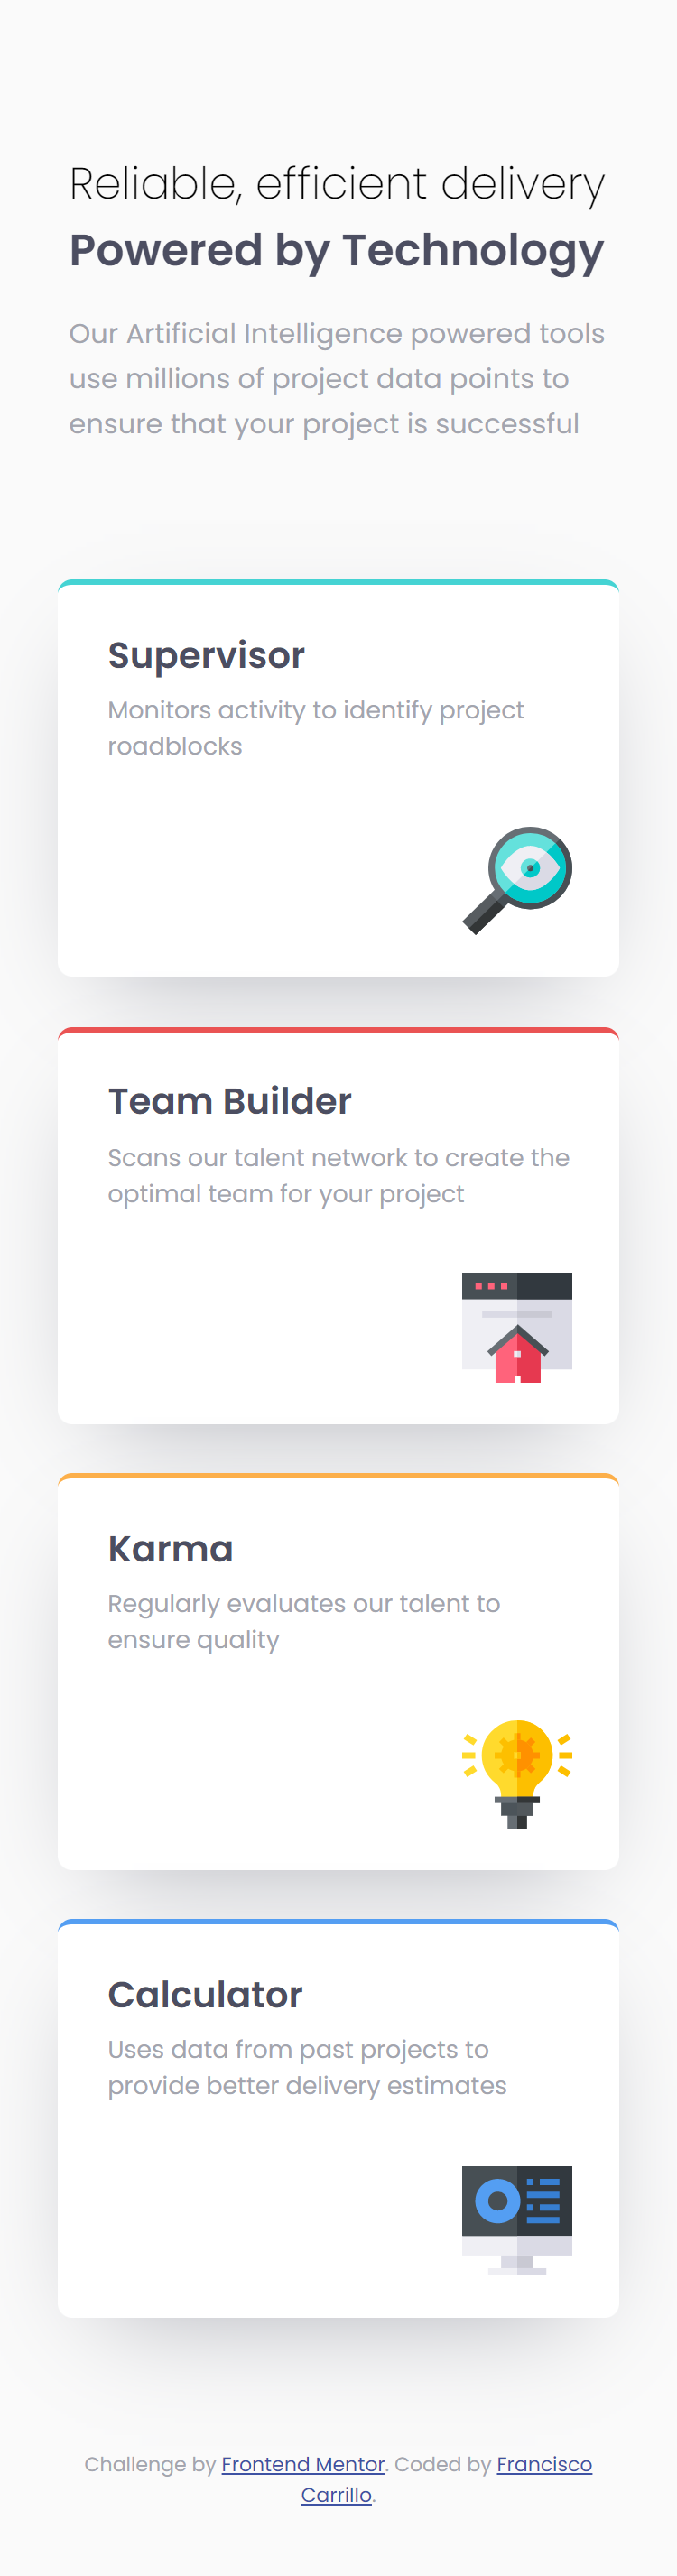 Reliable, efficient delivery
Powered by Technology
Our Artificial Intelligence powered tools
use millions of project data points to
ensure that your project is successful
Supervisor
Monitors activity to identify project
roadblocks
Team Builder
Scans our talent network to create the
optimal team for your project
Karma
Regularly evaluates our talent to
ensure quality
Calculator
Uses data from past projects to
provide better delivery estimates
Challenge by Frontend Mentor. Coded by Francisco
Carrillo.